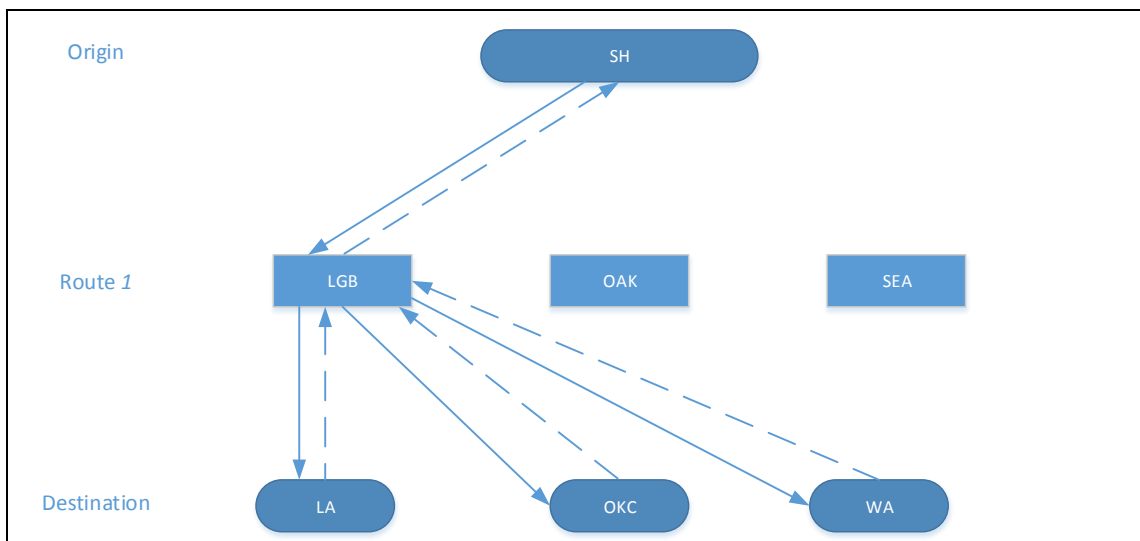 Origin
SH
Route 1
LGB
OAK
SEA
Destination
LA
OKC
WA